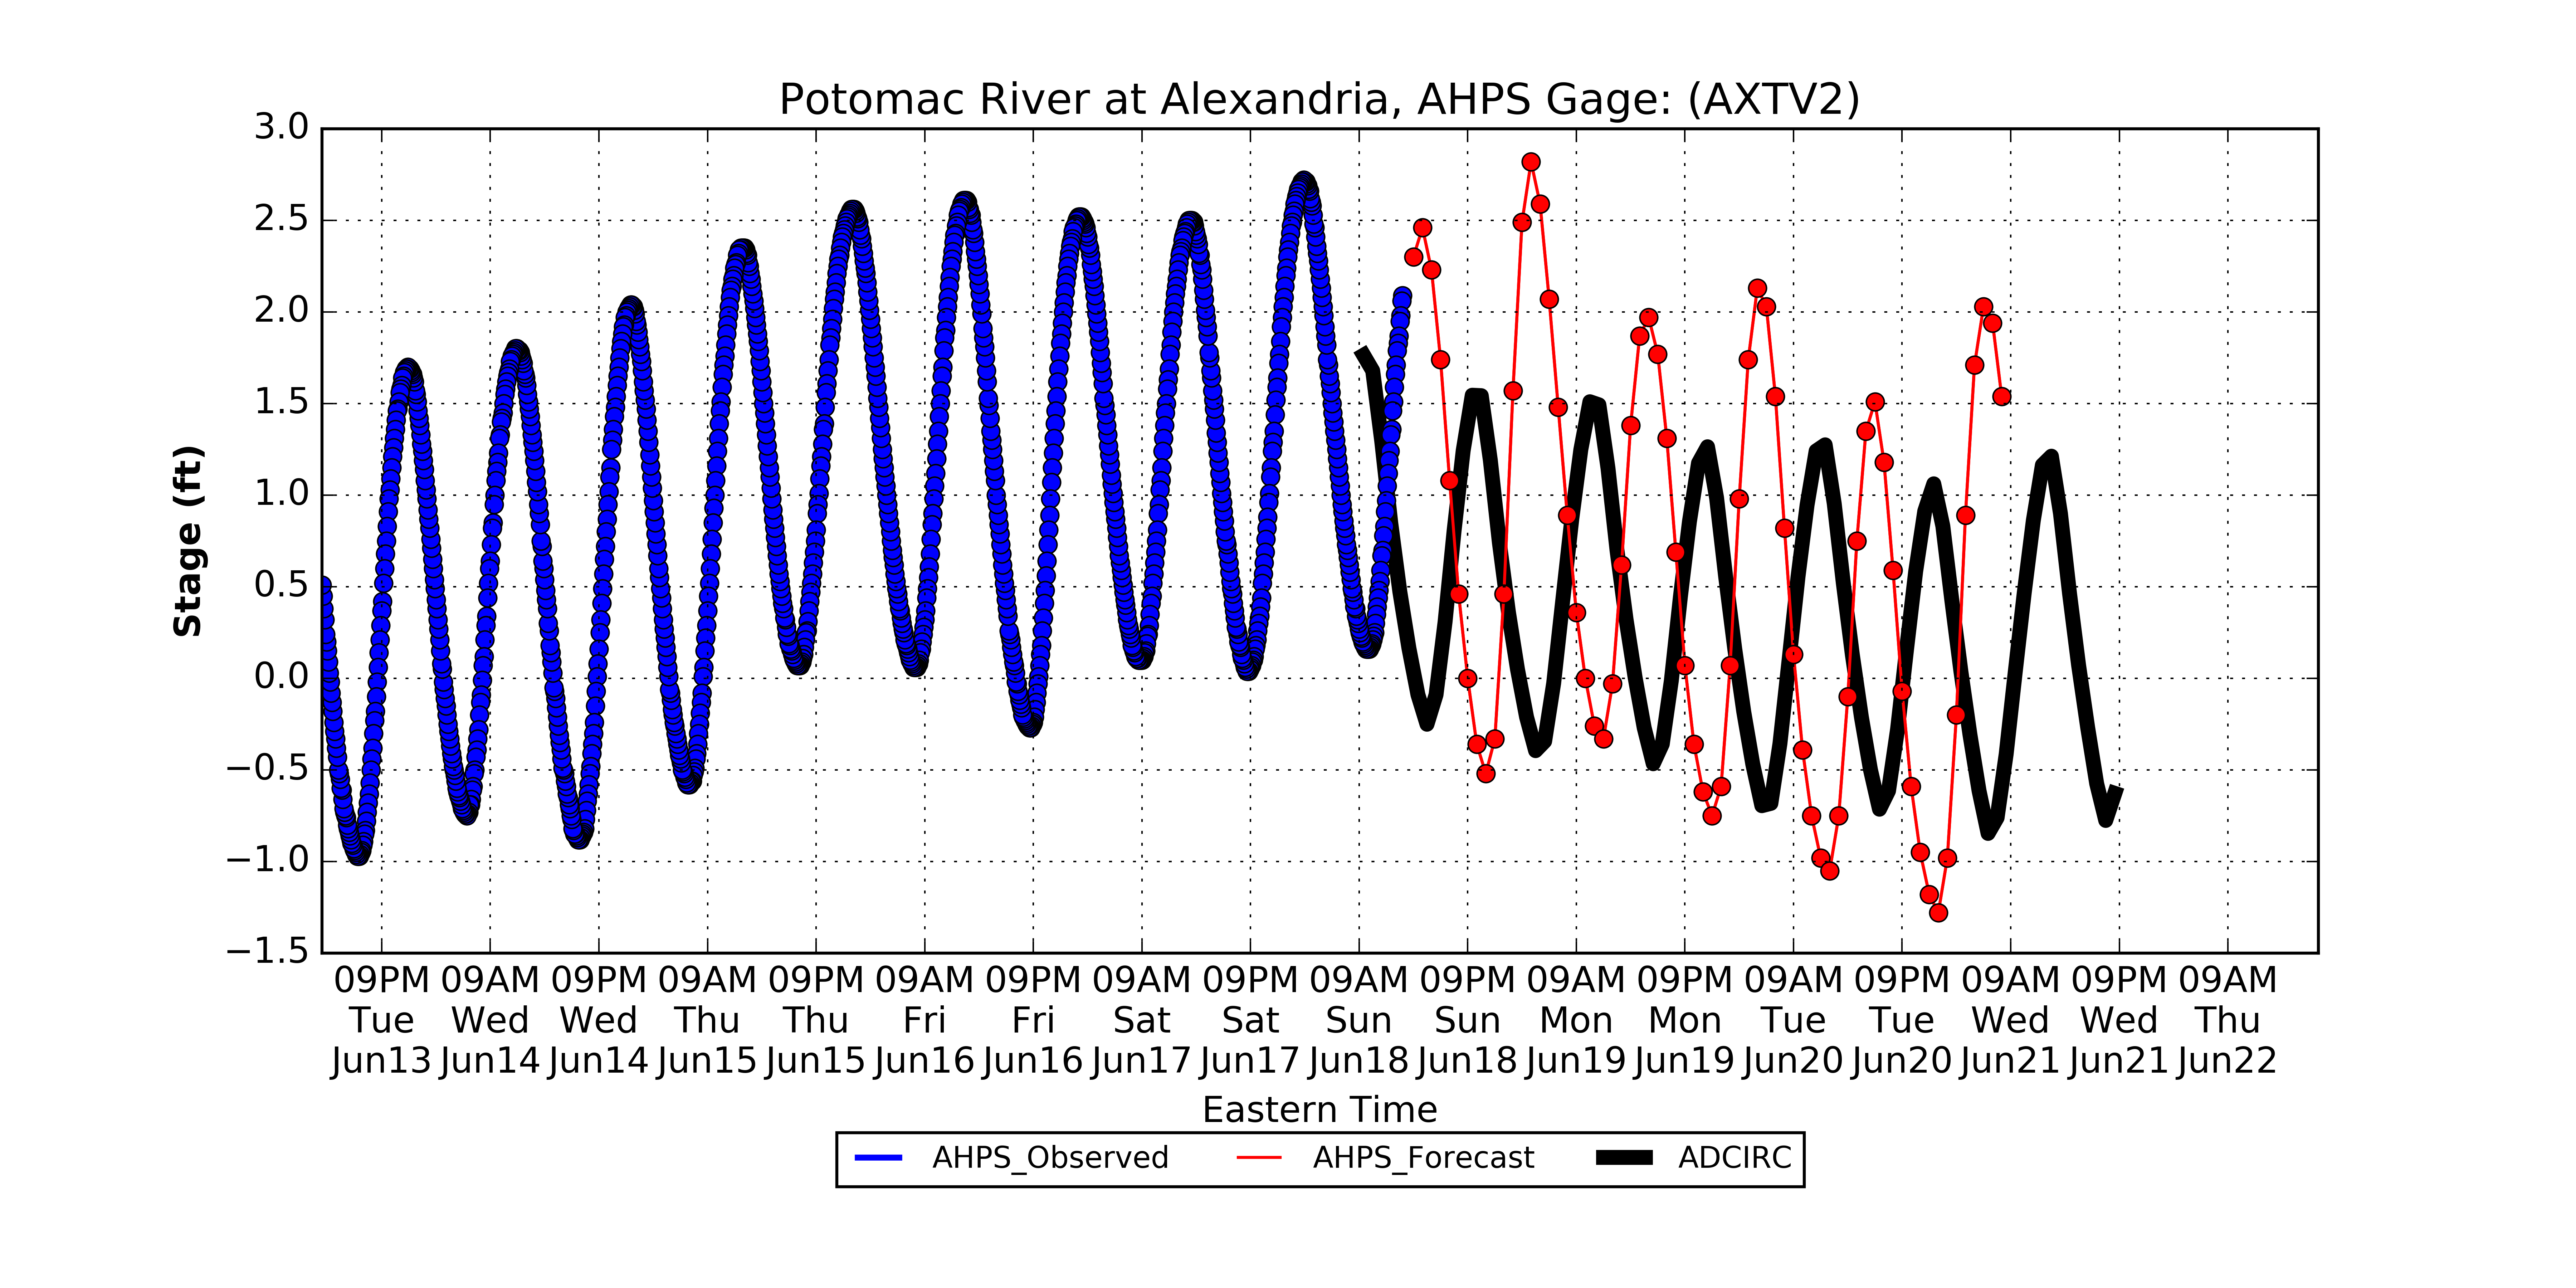 Potomac River at Alexandria, AHPS Gage: (AXTV2)
3.0
2.5
2.0
1.5
1.0
0.5
0.0
−0.5
−1.0
−1.5
Stage (ft)
09PM 09AM 09PM 09AM 09PM 09AM 09PM 09AM 09PM 09AM 09PM 09AM 09PM 09AM 09PM 09AM 09PM 09AM
Tue Wed Wed Thu Thu Fri Fri Sat Sat Sun Sun Mon Mon Tue Tue Wed Wed Thu
Jun13 Jun14 Jun14 Jun15 Jun15 Jun16 Jun16 Jun17 Jun17 Jun18 Jun18 Jun19 Jun19 Jun20 Jun20 Jun21 Jun21 Jun22
Eastern Time
AHPS_Observed AHPS_Forecast ADCIRC